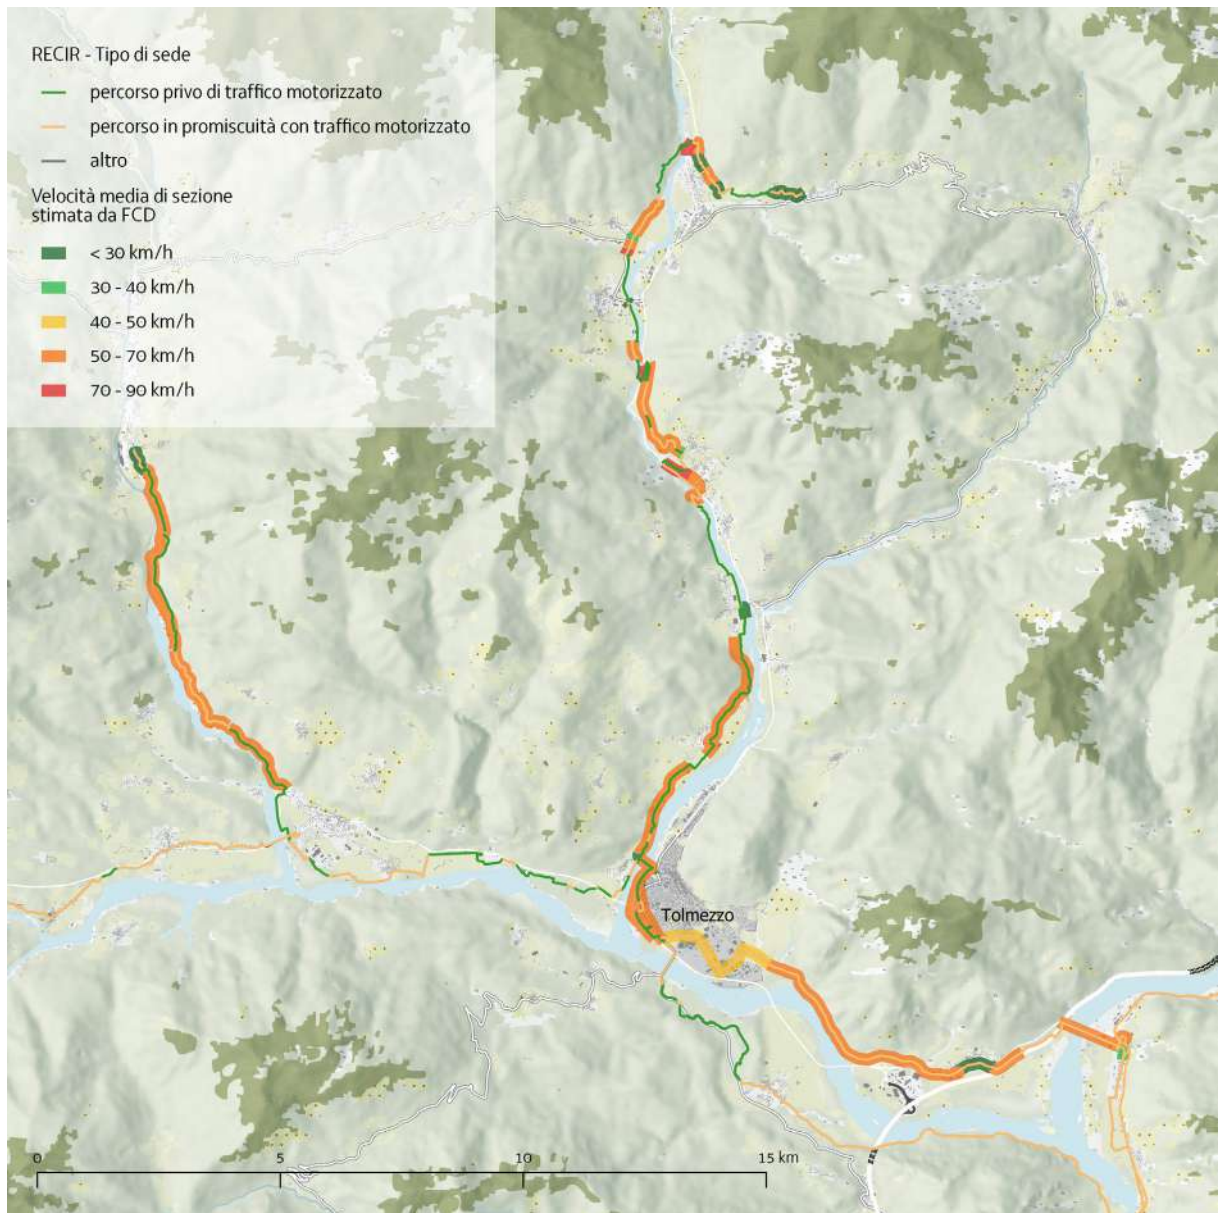 RECIR - Tipo di sede
percorso privo di traffico motorizzato
percorso in promiscuità con traffico motorizzato
altro
Velocità media di sezione
stimata da FCD
< 30 km/h
30 - 40 km/h
40 - 50 km/h
50 - 70 km/h
70 - 90 km/h
Tolmezzo
0 5 10 15 km